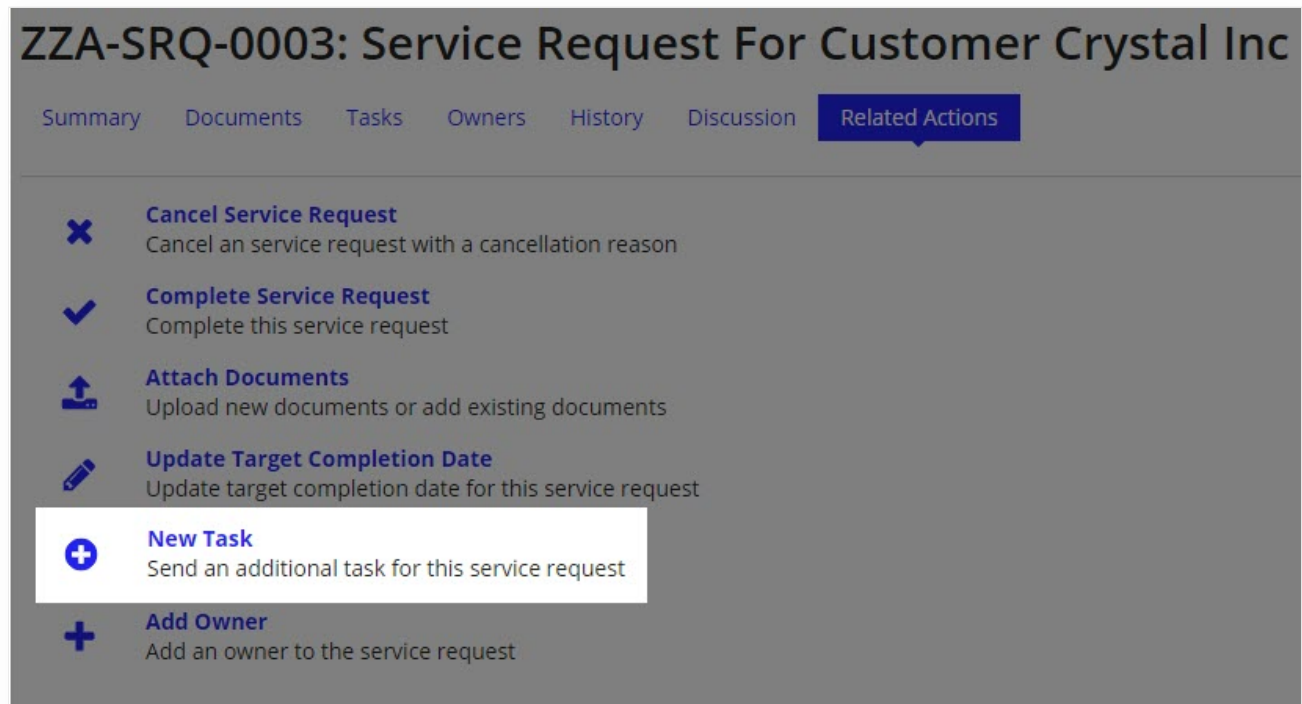 ZZA-SRQ-0003: Service Request For Customer Crystal Inc
Summary Documents Tasks Owners History Discussion Related Actions
Cancel Service Request
Cancel an service request with a cancellation reason
Complete Service Request
Complete this service request
Attach Documents
Upload new documents or add existing documents
Update Target Completion Date
Update target completion date for this service request
New Task
Send an additional task for this service request
Add Owner
Add an owner to the service request